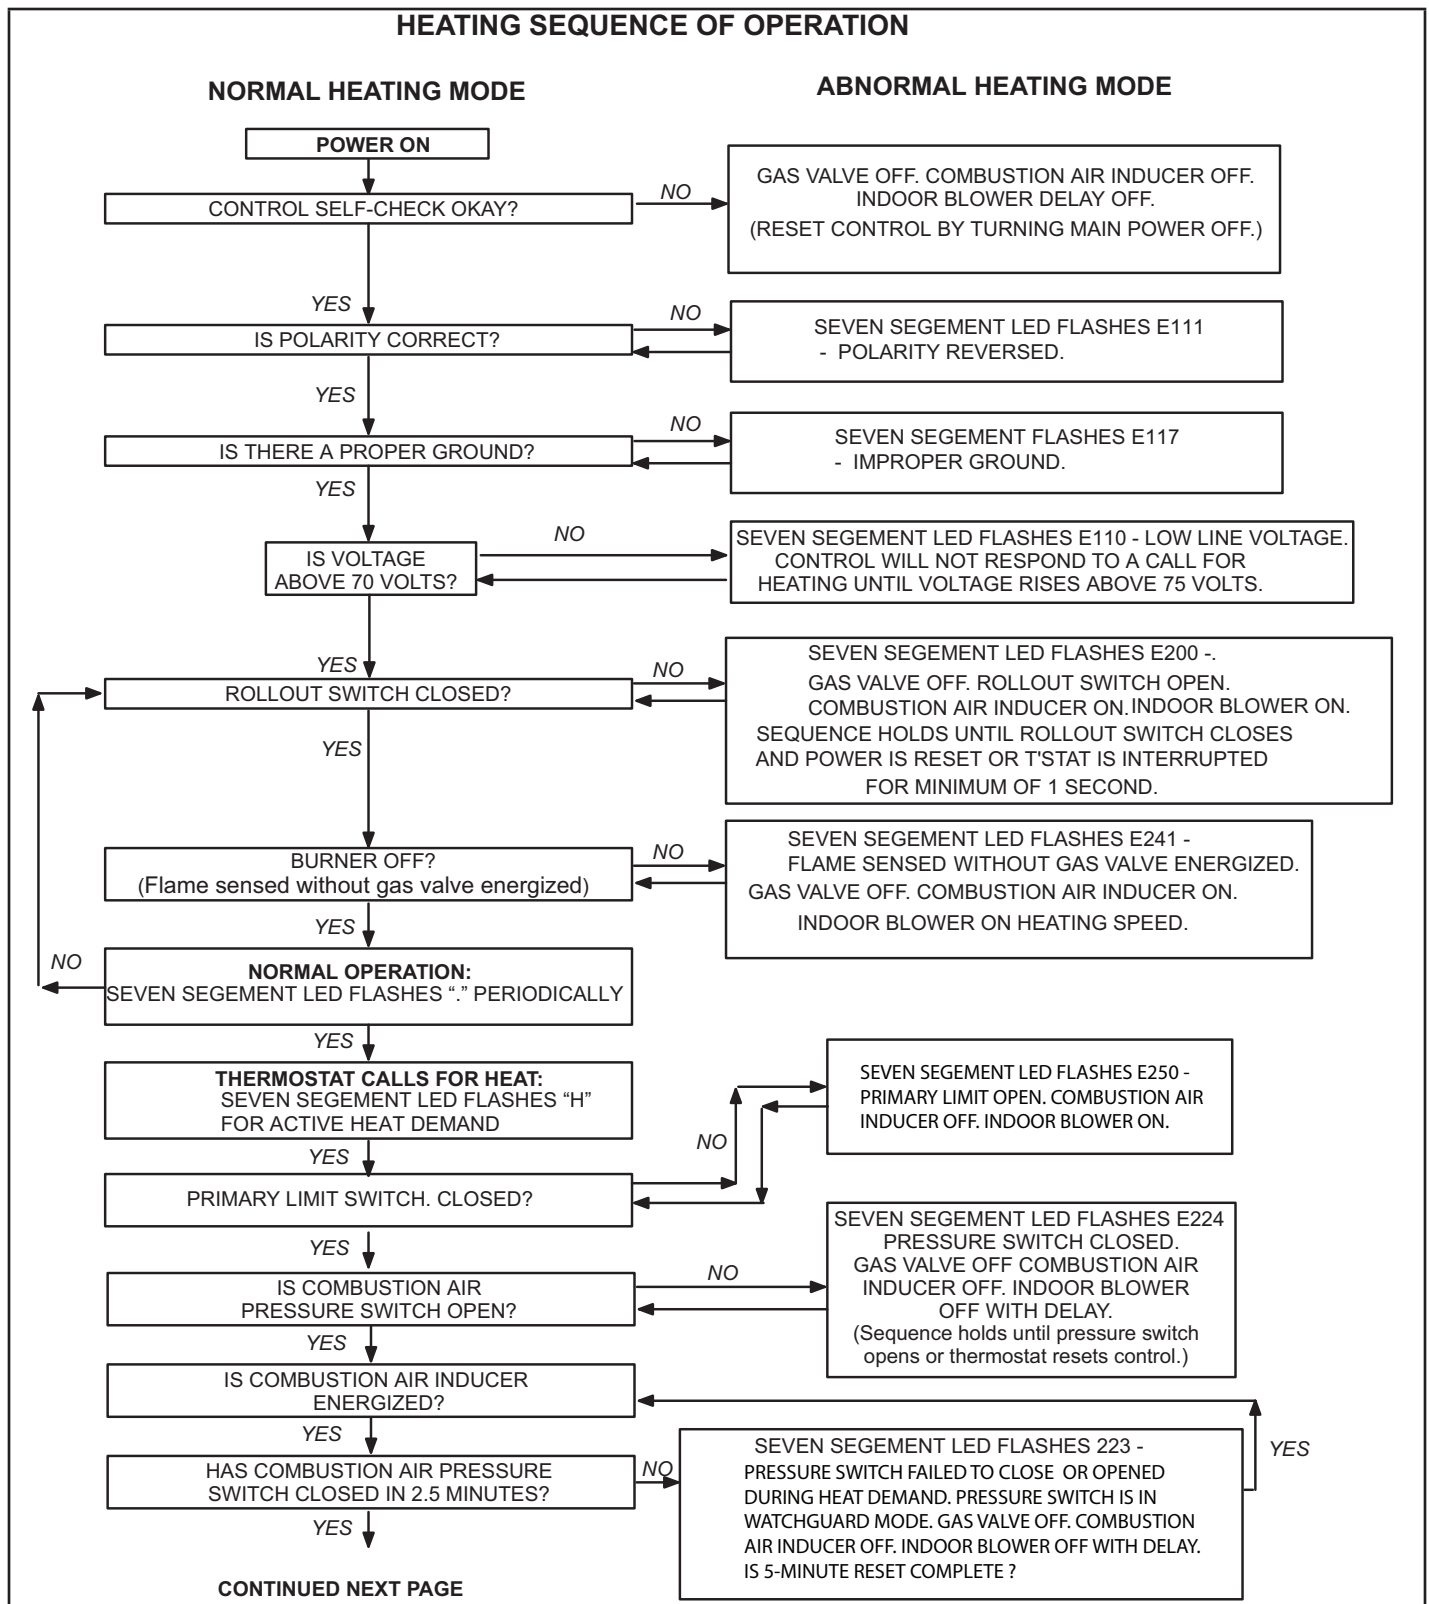 HEATING SEQUENCE OF OPERATION
NORMAL HEATING MODE
ABNORMAL HEATING MODE
POWER ON
CONTROL SELF-CHECK OKAY?
NO
GAS VALVE OFF. COMBUSTION AIR INDUCER OFF.
INDOOR BLOWER DELAY OFF.
(RESET CONTROL BY TURNING MAIN POWER OFF.)
YES
IS POLARITY CORRECT?
NO
SEVEN SEGEMENT LED FLASHES E111
- POLARITY REVERSED.
YES
IS THERE A PROPER GROUND?
NO
SEVEN SEGEMENT FLASHES E117
- IMPROPER GROUND.
YES
IS VOLTAGE
ABOVE 70 VOLTS?
NO
SEVEN SEGEMENT LED FLASHES E110 - LOW LINE VOLTAGE.
CONTROL WILL NOT RESPOND TO A CALL FOR
HEATING UNTIL VOLTAGE RISES ABOVE 75 VOLTS.
YES
ROLLOUT SWITCH CLOSED?
NO
SEVEN SEGEMENT LED FLASHES E200 -.
GAS VALVE OFF. ROLLOUT SWITCH OPEN.
COMBUSTION AIR INDUCER ON. INDOOR BLOWER ON.
SEQUENCE HOLDS UNTIL ROLLOUT SWITCH CLOSES
AND POWER IS RESET OR T'STAT IS INTERRUPTED
FOR MINIMUM OF 1 SECOND.
YES
BURNER OFF?
(Flame sensed without gas valve energized)
NO
SEVEN SEGEMENT LED FLASHES E241 -
FLAME SENSED WITHOUT GAS VALVE ENERGIZED.
GAS VALVE OFF. COMBUSTION AIR INDUCER ON.
INDOOR BLOWER ON HEATING SPEED.
YES
NO
NORMAL OPERATION:
SEVEN SEGEMENT LED FLASHES “.” PERIODICALLY
YES
THERMOSTAT CALLS FOR HEAT:
SEVEN SEGEMENT LED FLASHES “H”
FOR ACTIVE HEAT DEMAND
YES
PRIMARY LIMIT SWITCH. CLOSED?
NO
SEVEN SEGEMENT LED FLASHES E250 -
PRIMARY LIMIT OPEN. COMBUSTION AIR
INDUCER OFF. INDOOR BLOWER ON.
YES
IS COMBUSTION AIR
PRESSURE SWITCH OPEN?
NO
SEVEN SEGEMENT LED FLASHES E224
PRESSURE SWITCH CLOSED.
GAS VALVE OFF COMBUSTION AIR
INDUCER OFF. INDOOR BLOWER
OFF WITH DELAY.
(Sequence holds until pressure switch
opens or thermostat resets control.)
YES
IS COMBUSTION AIR INDUCER
ENERGIZED?
YES
HAS COMBUSTION AIR PRESSURE
SWITCH CLOSED IN 2.5 MINUTES?
NO
SEVEN SEGEMENT LED FLASHES 223 -
PRESSURE SWITCH FAILED TO CLOSE OR OPENED
DURING HEAT DEMAND. PRESSURE SWITCH IS IN
WATCHGUARD MODE. GAS VALVE OFF. COMBUSTION
AIR INDUCER OFF. INDOOR BLOWER OFF WITH DELAY.
IS 5-MINUTE RESET COMPLETE ?
YES
YES
CONTINUED NEXT PAGE